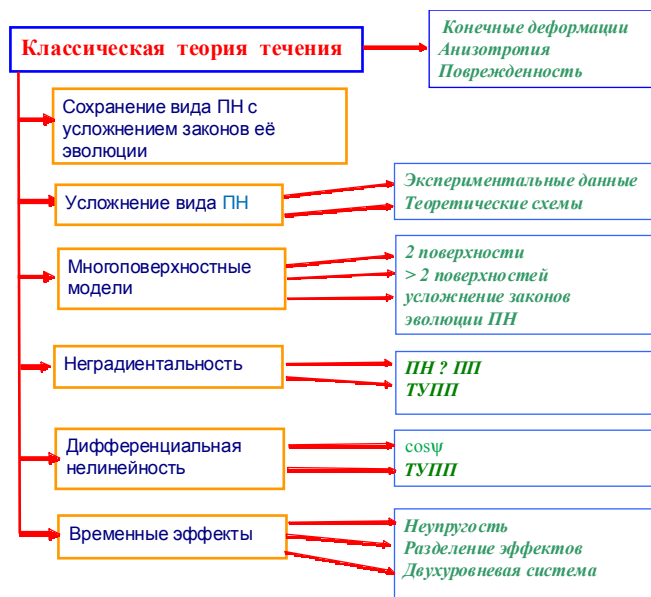 Классическая теория течения
Конечные деформации
Анизотропия
Поврежденность
Сохранение вида ПН с
усложнением законов её
эволюции
Усложнение вида ПН
Экспериментальные данные
Теоретические схемы
Многоповерхностные
модели
2 поверхности
> 2 поверхностей
усложнение законов
эволюции ПН
Неградиентальность
ПН ? ПП
ТУПП
Дифференциальная
нелинейность
cosψ
ТУПП
Временные эффекты
Неупругость
Разделение эффектов
Двухуровневая система